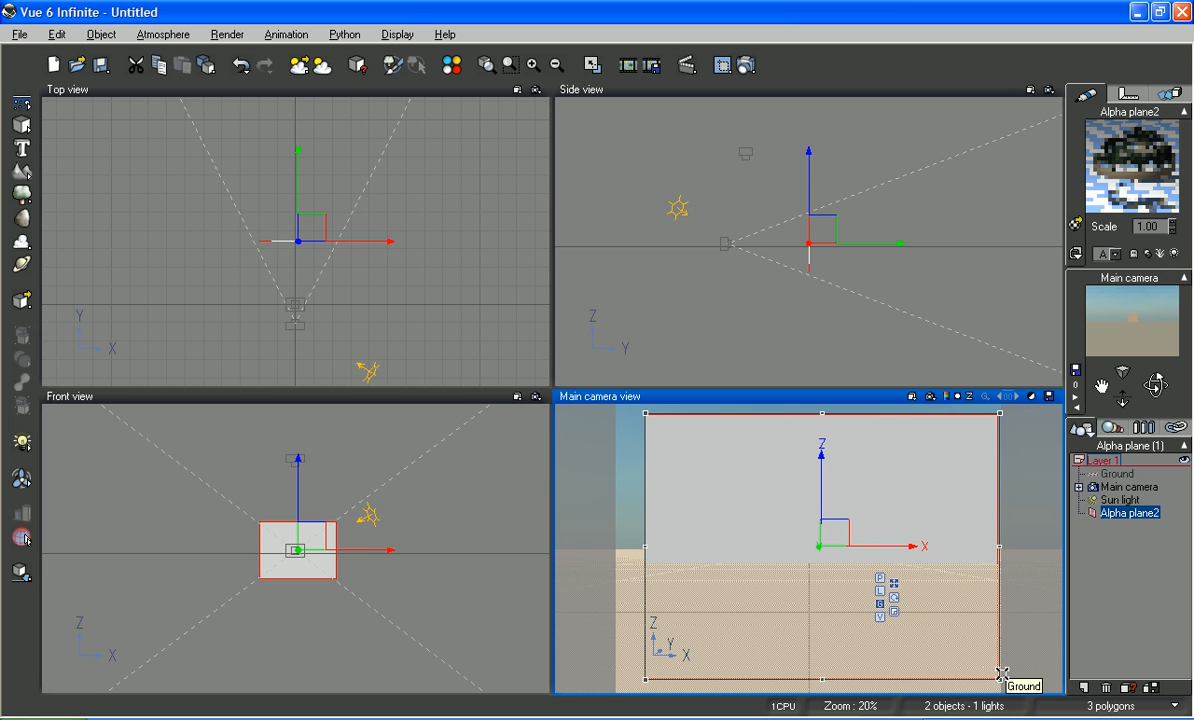 Vue 6 Infinite - Untitled
File Edit Object Atmosphere Render Animation Python Display Help
Top view
Side view
Alpha plane2
Scale 1.00
A
Main camera
Y
X
Z
Y
0
Front view
Main camera view
Alpha plane (1)
Layer 1
Ground
Main camera
Sun light
Alpha plane2
Z
X
Z
X
P
L
G
V
Z
Y
X
Ground
1CPU Zoom : 20% 2 objects - 1 lights 3 polygons